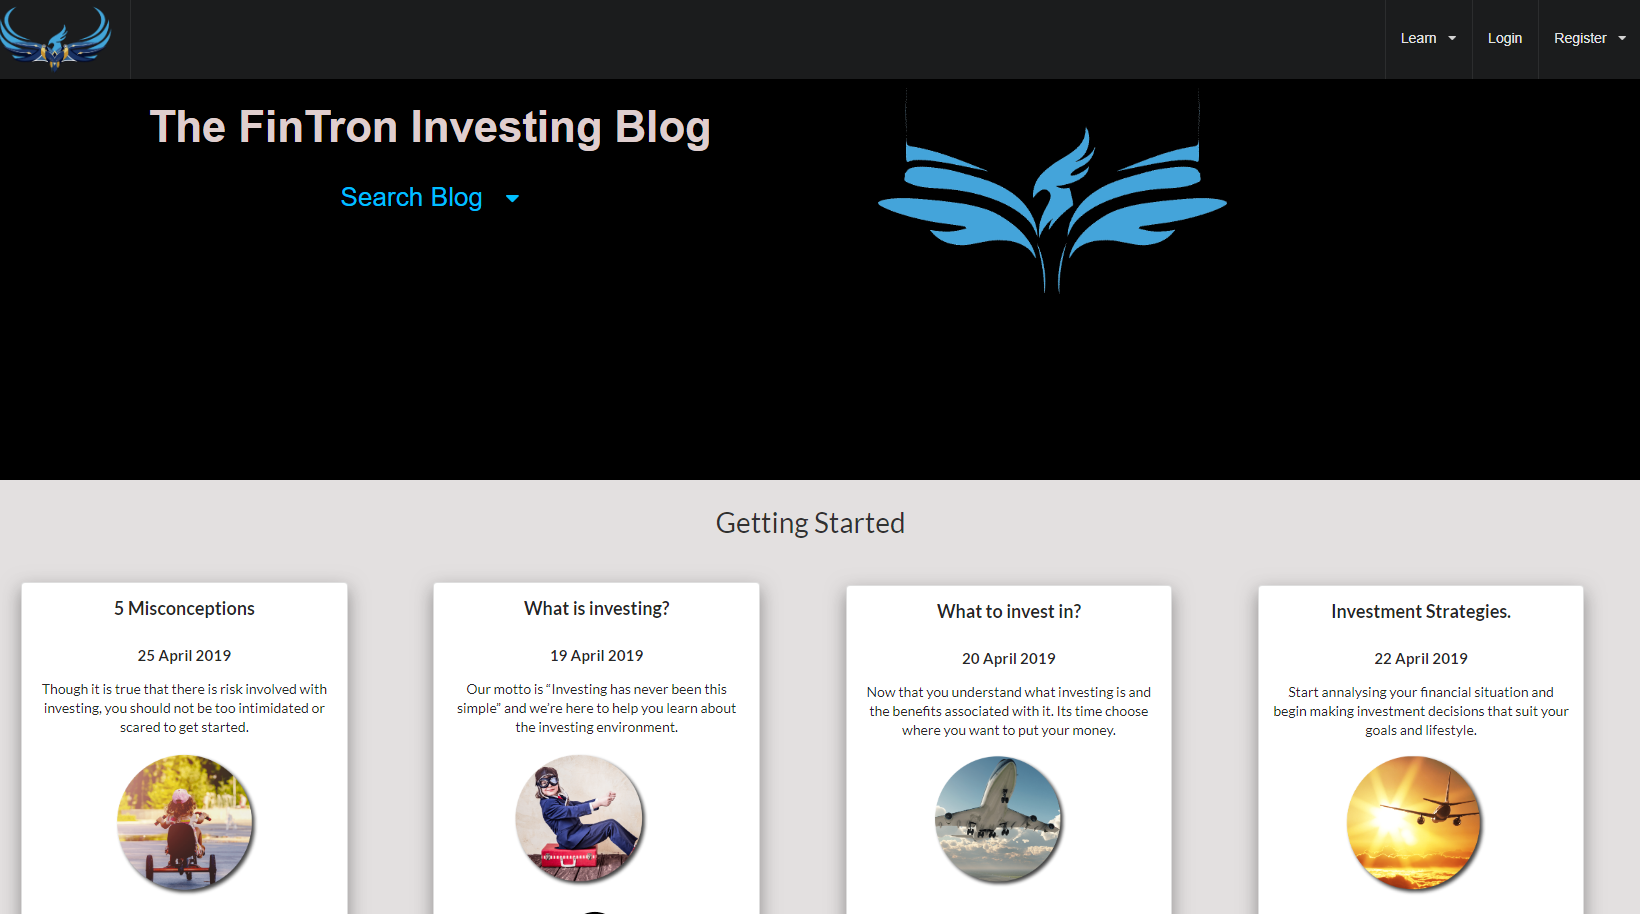 Learn
Login
Register
The FinTron Investing Blog
Search Blog
Getting Started
5 Misconceptions
25 April 2019
Though it is true that there is risk involved with
investing, you should not be too intimidated or
scared to get started.
What is investing?
19 April 2019
Our motto is “Investing has never been this
simple” and we’re here to help you learn about
the investing environment.
What to invest in?
20 April 2019
Now that you understand what investing is and
the benefits associated with it. Its time choose
where you want to put your money.
Investment Strategies.
22 April 2019
Start annalysing your financial situation and
begin making investment decisions that suit your
goals and lifestyle.